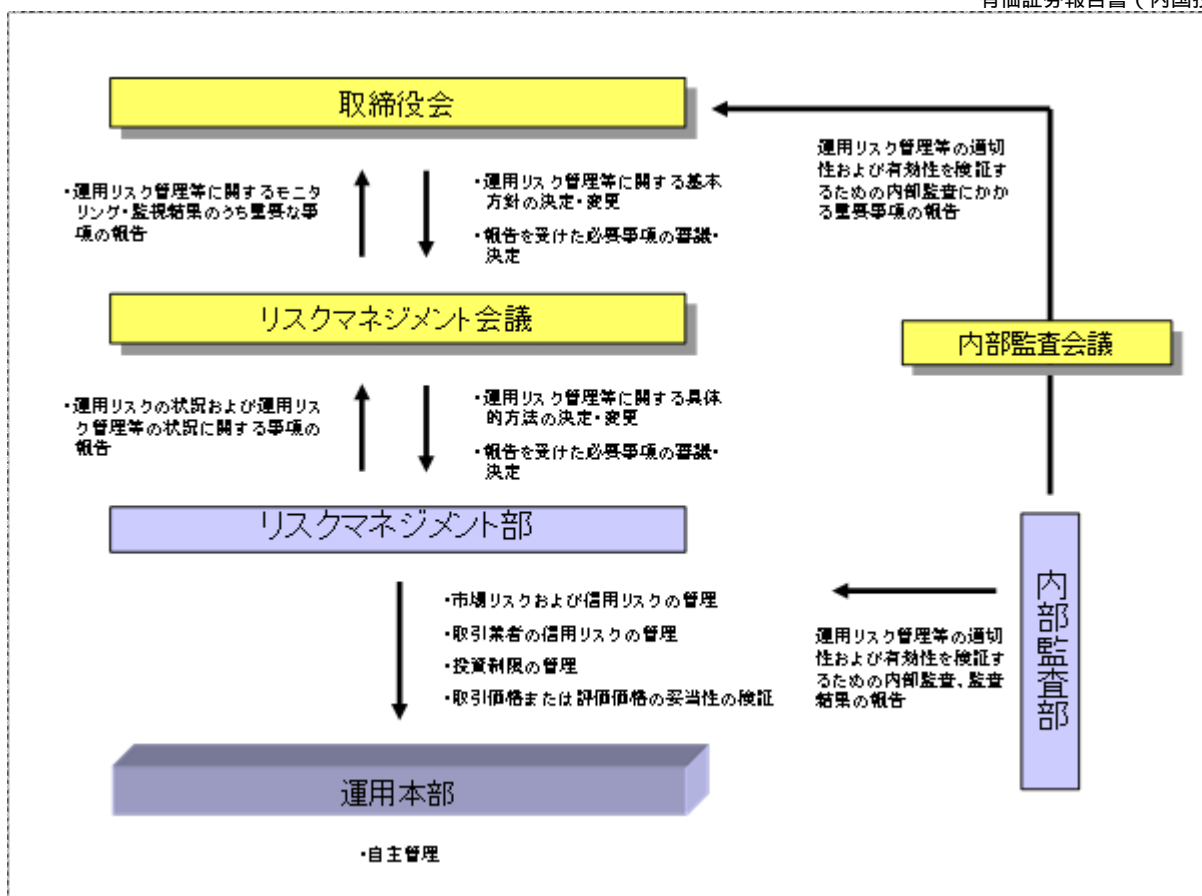 有価証券報告書(内国投
取締役会
・運用リスク管理等に関するモニ
タリング・監視結果のうち重要な事
項の報告
・運用リスク管理等に関する基本
方針の決定・変更
・報告を受けた必要事項の審議・
決定
運用リスク管理等の適切
性および有効性を検証す
るための内部監査にかか
る重要事項の報告
リスクマネジメント会議
内部監査会議
・運用リスクの状況および運用リス
ク管理等の状況に関する事項の
報告
・運用リスク管理等に関する具体
的方法の決定・変更
・報告を受けた必要事項の審議・
決定
リスクマネジメント部
・市場リスクおよび信用リスクの管理
・取引業者の信用リスクの管理
・投資制限の管理
・取引価格または評価価格の妥当性の検証
運用リスク管理等の適切
性および有効性を検証す
るための内部監査、監査
結果の報告
内部監査部
運用本部
・自主管理